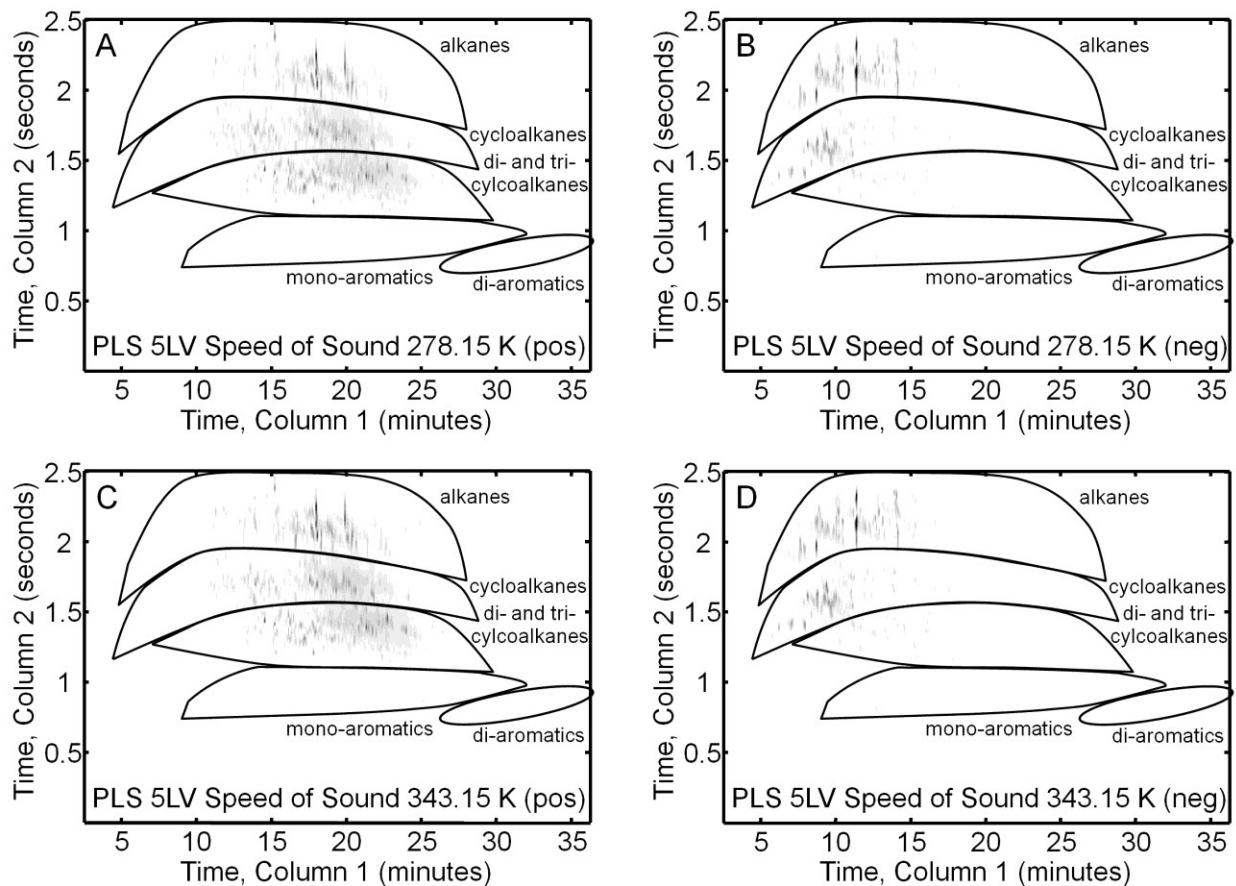 A
2.5
2
1.5
1
0.5
Time, Column 2 (seconds)
alkanes
cycloalkanes
di- and tri-
cylcoalkanes
mono-aromatics
di-aromatics
PLS 5LV Speed of Sound 278.15 K (pos)
5 10 15 20 25 30 35
Time, Column 1 (minutes)
B
2.5
2
1.5
1
0.5
Time, Column 2 (seconds)
alkanes
cycloalkanes
di- and tri-
cylcoalkanes
mono-aromatics
di-aromatics
PLS 5LV Speed of Sound 278.15 K (neg)
5 10 15 20 25 30 35
Time, Column 1 (minutes)
C
2.5
2
1.5
1
0.5
Time, Column 2 (seconds)
alkanes
cycloalkanes
di- and tri-
cylcoalkanes
mono-aromatics
di-aromatics
PLS 5LV Speed of Sound 343.15 K (pos)
5 10 15 20 25 30 35
Time, Column 1 (minutes)
D
2.5
2
1.5
1
0.5
Time, Column 2 (seconds)
alkanes
cycloalkanes
di- and tri-
cylcoalkanes
mono-aromatics
di-aromatics
PLS 5LV Speed of Sound 343.15 K (neg)
5 10 15 20 25 30 35
Time, Column 1 (minutes)